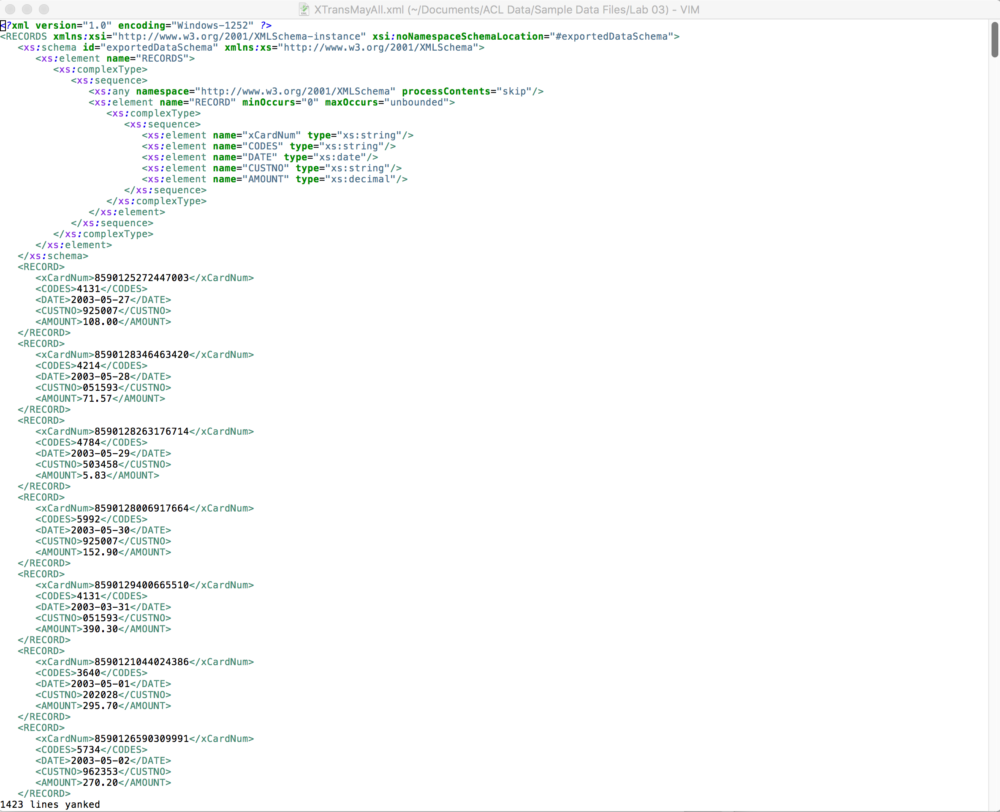 XTransMayAll.xml (~/Documents/ACL Data/Sample Data Files/Lab 03) - VIM
<?xml version="1.0" encoding="Windows-1252" ?>
<RECORDS xmlns:xsi="http://www.w3.org/2001/XMLSchema-instance" xsi:noNamespaceSchemaLocation="#exportedDataSchema">
   <xs:schema id="exportedDataSchema" xmlns:xs="http://www.w3.org/2001/XMLSchema">
      <xs:element name="RECORDS">
         <xs:complexType>
            <xs:sequence>
               <xs:any namespace="http://www.w3.org/2001/XMLSchema" processContents="skip"/>
               <xs:element name="RECORD" minOccurs="0" maxOccurs="unbounded">
                  <xs:complexType>
                     <xs:sequence>
                        <xs:element name="xCardNum" type="xs:string"/>
                        <xs:element name="CODES" type="xs:string"/>
                        <xs:element name="DATE" type="xs:date"/>
                        <xs:element name="CUSTNO" type="xs:string"/>
                        <xs:element name="AMOUNT" type="xs:decimal"/>
                     </xs:sequence>
                  </xs:complexType>
               </xs:element>
            </xs:sequence>
         </xs:complexType>
      </xs:element>
   </xs:schema>
   <RECORD>
      <xCardNum>8590125272447003</xCardNum>
      <CODES>4131</CODES>
      <DATE>2003-05-27</DATE>
      <CUSTNO>925007</CUSTNO>
      <AMOUNT>108.00</AMOUNT>
   </RECORD>
   <RECORD>
      <xCardNum>8590128346463420</xCardNum>
      <CODES>4214</CODES>
      <DATE>2003-05-28</DATE>
      <CUSTNO>051593</CUSTNO>
      <AMOUNT>71.57</AMOUNT>
   </RECORD>
   <RECORD>
      <xCardNum>8590128263176714</xCardNum>
      <CODES>4784</CODES>
      <DATE>2003-05-29</DATE>
      <CUSTNO>503458</CUSTNO>
      <AMOUNT>5.83</AMOUNT>
   </RECORD>
   <RECORD>
      <xCardNum>8590128006917664</xCardNum>
      <CODES>5992</CODES>
      <DATE>2003-05-30</DATE>
      <CUSTNO>925007</CUSTNO>
      <AMOUNT>152.90</AMOUNT>
   </RECORD>
   <RECORD>
      <xCardNum>8590129400665510</xCardNum>
      <CODES>4131</CODES>
      <DATE>2003-03-31</DATE>
      <CUSTNO>051593</CUSTNO>
      <AMOUNT>390.30</AMOUNT>
   </RECORD>
   <RECORD>
      <xCardNum>8590121044024386</xCardNum>
      <CODES>3640</CODES>
      <DATE>2003-05-01</DATE>
      <CUSTNO>202028</CUSTNO>
      <AMOUNT>295.70</AMOUNT>
   </RECORD>
   <RECORD>
      <xCardNum>8590126590309991</xCardNum>
      <CODES>5734</CODES>
      <DATE>2003-05-02</DATE>
      <CUSTNO>962353</CUSTNO>
      <AMOUNT>270.20</AMOUNT>
   </RECORD>
1423 lines yanked